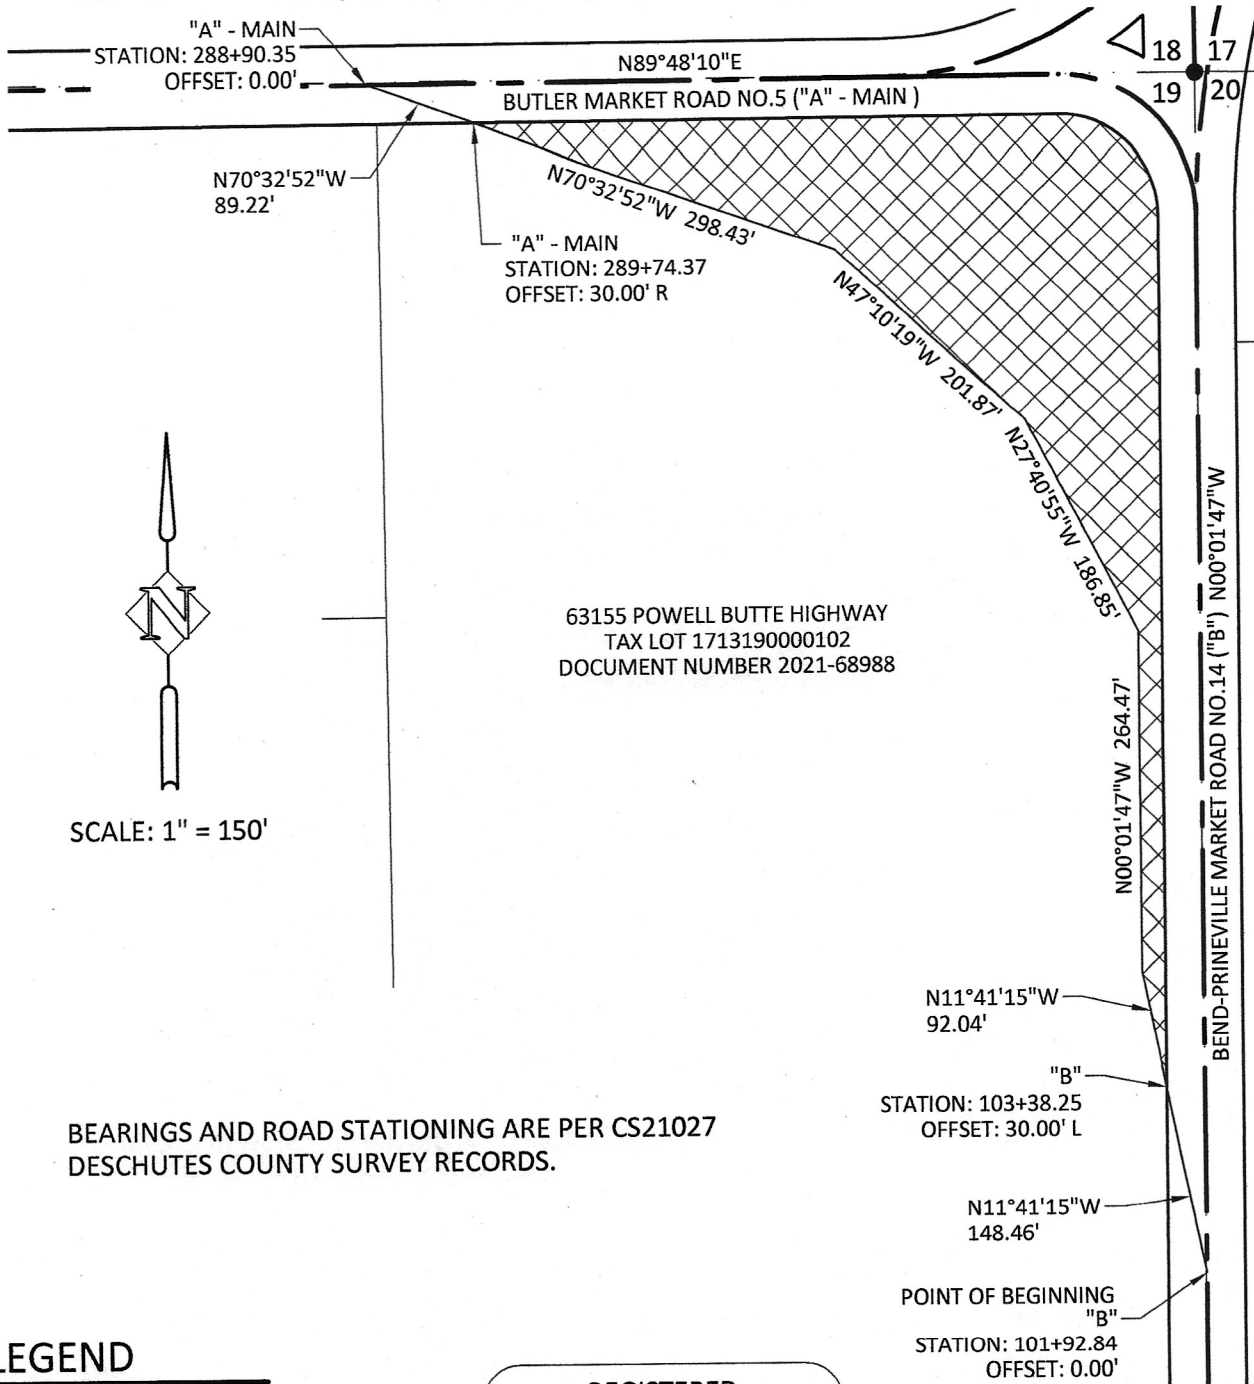 "A" - MAIN
STATION: 288+90.35
OFFSET: 0.00'
N89°48'10"E
BUTLER MARKET ROAD NO.5 ("A" - MAIN )
18 17
19 20
N70°32'52"W
89.22'
N70°32'52"W 298.43'
"A" - MAIN
STATION: 289+74.37
OFFSET: 30.00' R
N47°10'19"W 201.87'
N27°40'55"W 186.85'
BEND-PRINEVILLE MARKET ROAD NO.14 ("B") N00°01'47"W
N
63155 POWELL BUTTE HIGHWAY
TAX LOT 1713190000102
DOCUMENT NUMBER 2021-68988
N00°01'47"W 264.47'
SCALE: 1" = 150'
N11°41'15"W
92.04'
"B"
STATION: 103+38.25
OFFSET: 30.00' L
BEARINGS AND ROAD STATIONING ARE PER CS21027
DESCHUTES COUNTY SURVEY RECORDS.
N11°41'15"W
148.46'
POINT OF BEGINNING
"B"
STATION: 101+92.84
OFFSET: 0.00'
LEGEND
REGISTERED